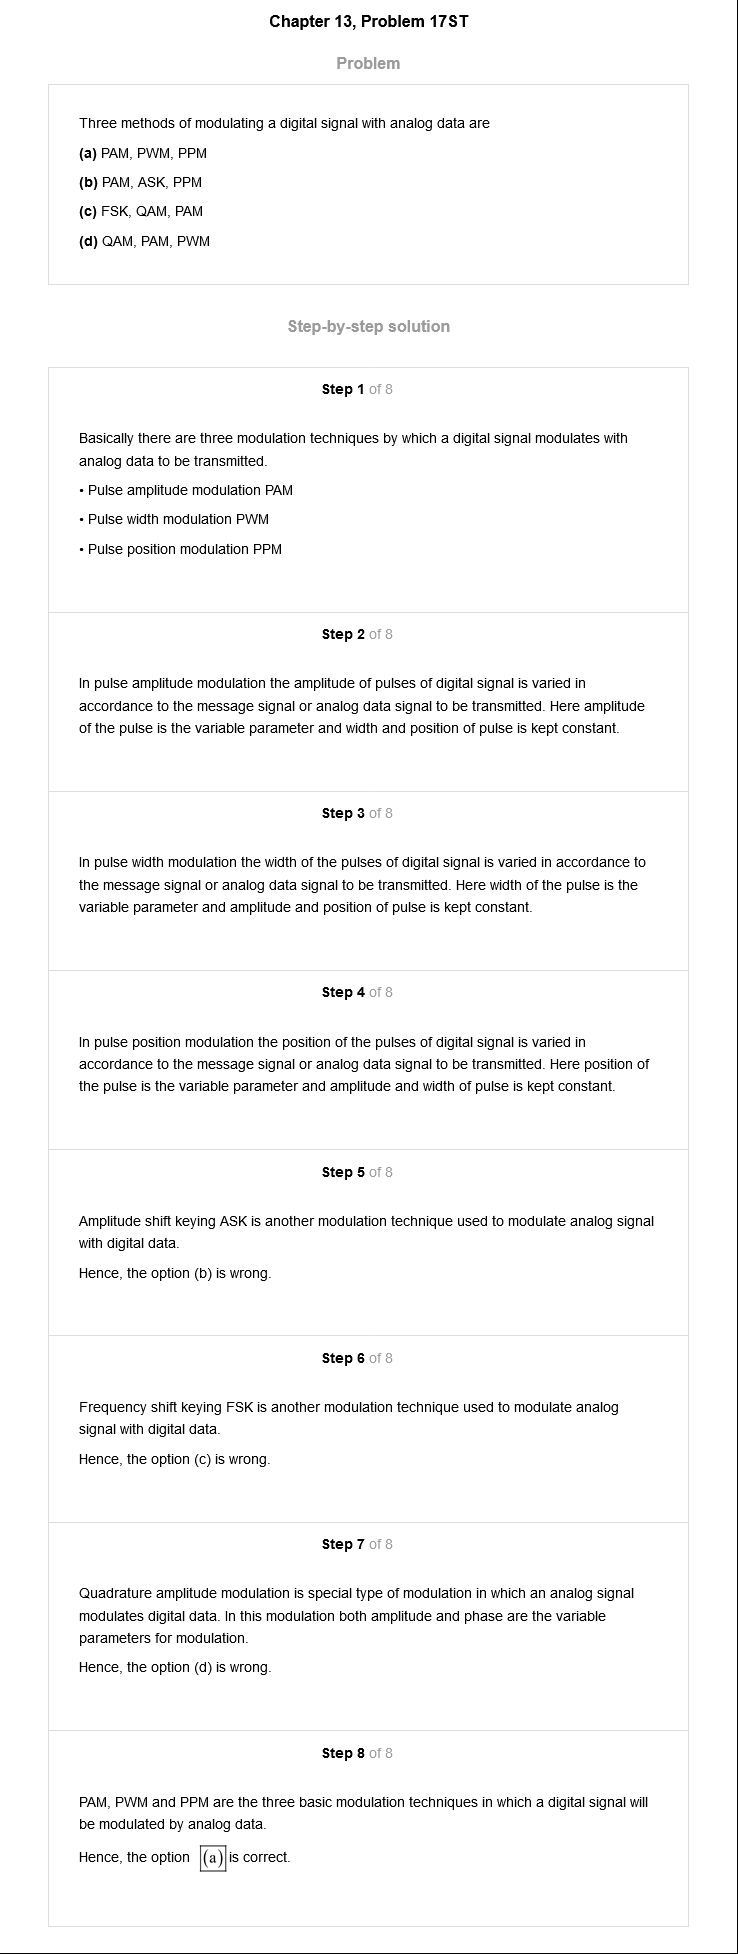 Chapter 13, Problem 17ST
Problem
Three methods of modulating a digital signal with analog data are
(a) PAM, PWM, PPM
(b) PAM, ASK, PPM
(c) FSK, QAM, PAM
(d) QAM, PAM, PWM
Step-by-step solution
Step 1 of 8
Basically there are three modulation techniques by which a digital signal modulates with
analog data to be transmitted.
• Pulse amplitude modulation PAM
• Pulse width modulation PWM
• Pulse position modulation PPM
Step 2 of 8
In pulse amplitude modulation the amplitude of pulses of digital signal is varied in
accordance to the message signal or analog data signal to be transmitted. Here amplitude
of the pulse is the variable parameter and width and position of pulse is kept constant.
Step 3 of 8
In pulse width modulation the width of the pulses of digital signal is varied in accordance to
the message signal or analog data signal to be transmitted. Here width of the pulse is the
variable parameter and amplitude and position of pulse is kept constant.
Step 4 of 8
In pulse position modulation the position of the pulses of digital signal is varied in
accordance to the message signal or analog data signal to be transmitted. Here position of
the pulse is the variable parameter and amplitude and width of pulse is kept constant.
Step 5 of 8
Amplitude shift keying ASK is another modulation technique used to modulate analog signal
with digital data.
Hence, the option (b) is wrong.
Step 6 of 8
Frequency shift keying FSK is another modulation technique used to modulate analog
signal with digital data.
Hence, the option (c) is wrong.
Step 7 of 8
Quadrature amplitude modulation is special type of modulation in which an analog signal
modulates digital data. In this modulation both amplitude and phase are the variable
parameters for modulation.
Hence, the option (d) is wrong.
Step 8 of 8
PAM, PWM and PPM are the three basic modulation techniques in which a digital signal will
be modulated by analog data.
Hence, the option (a) is correct.